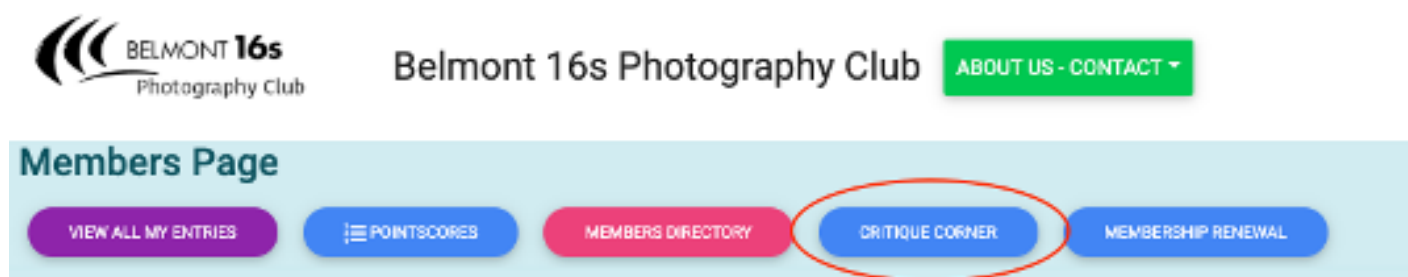 BELMONT 16s
Photography Club
Belmont 16s Photography Club
ABOUT US - CONTACT
Members Page
VIEW ALL MY ENTRIES
POINTSCORES
MEMBERS DIRECTORY
CRITIQUE CORNER
MEMBERSHIP RENEWAL